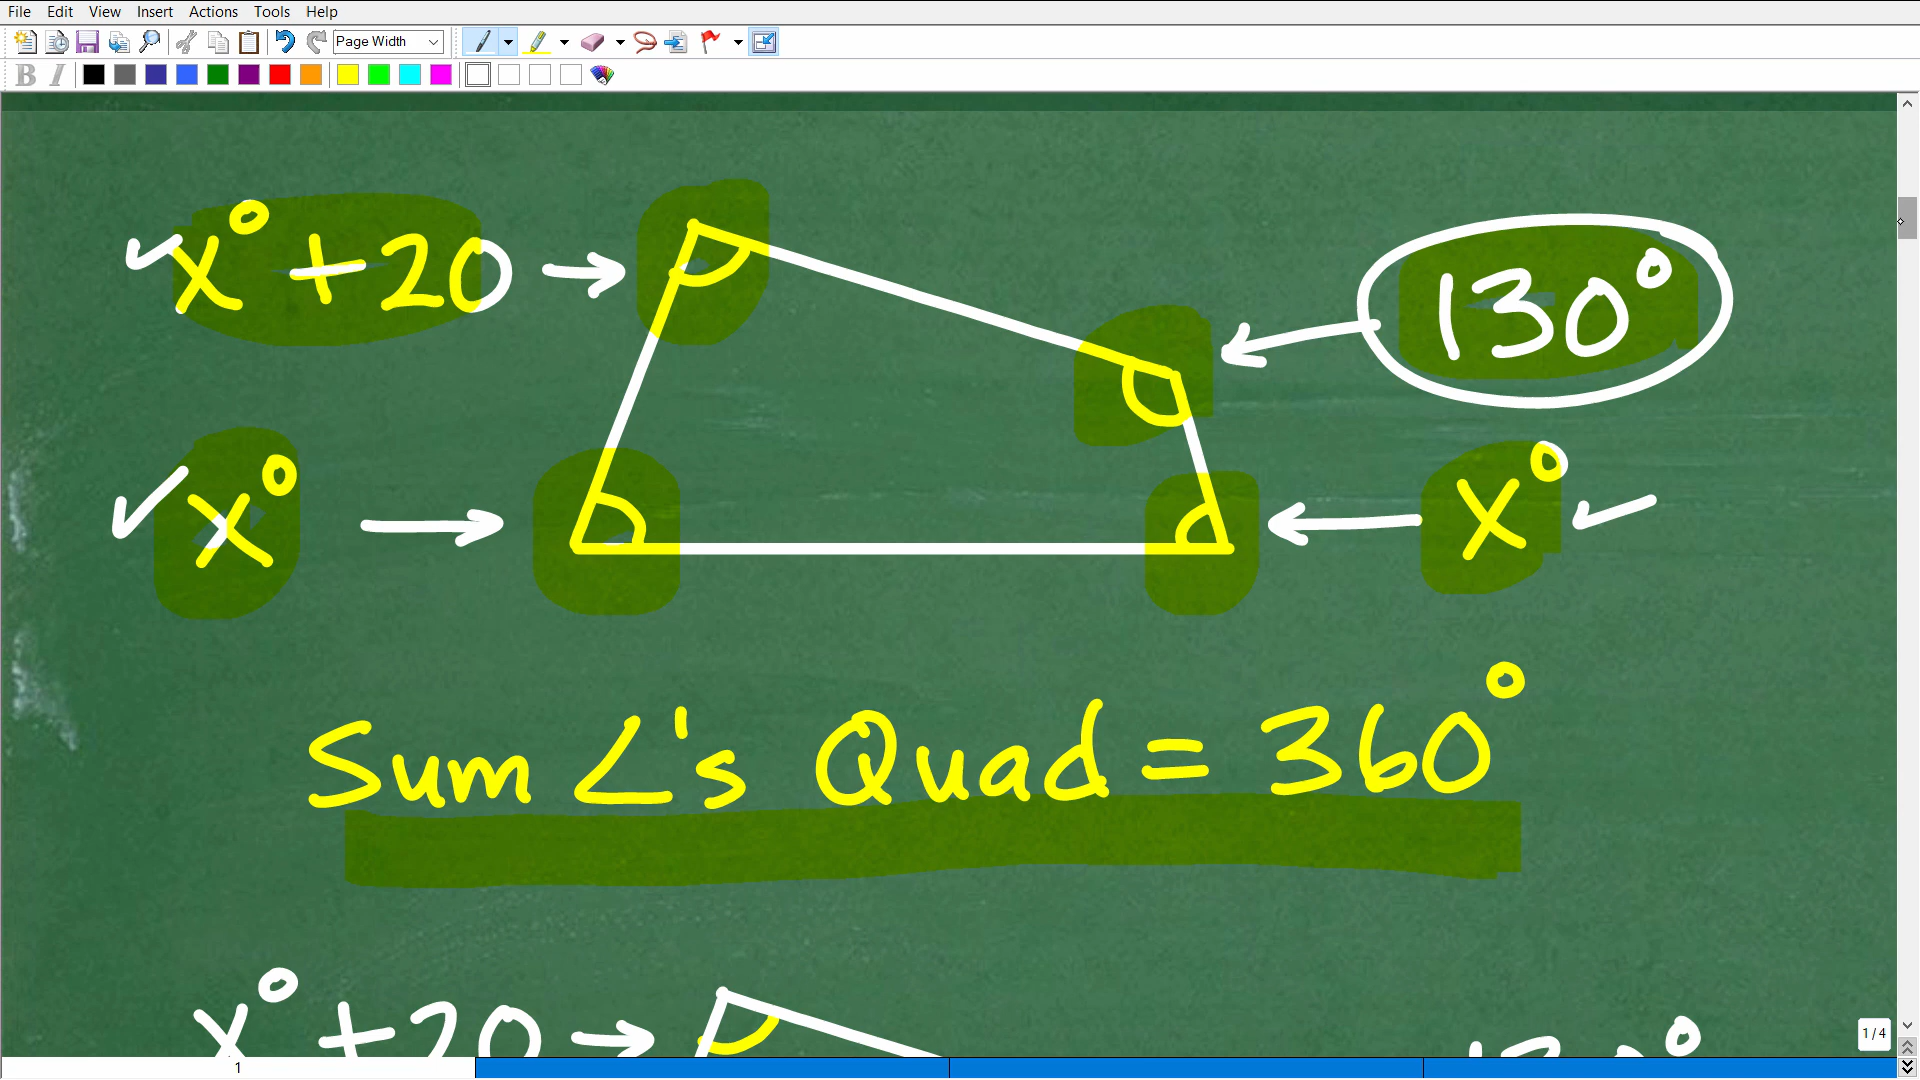 File Edit View Insert Actions Tools Help
Page Width
B I
x° + 20 → ← 130°
x° → ← x°
Sum ∠'s Quad = 360°
x° + 20 →
1 / 4
1